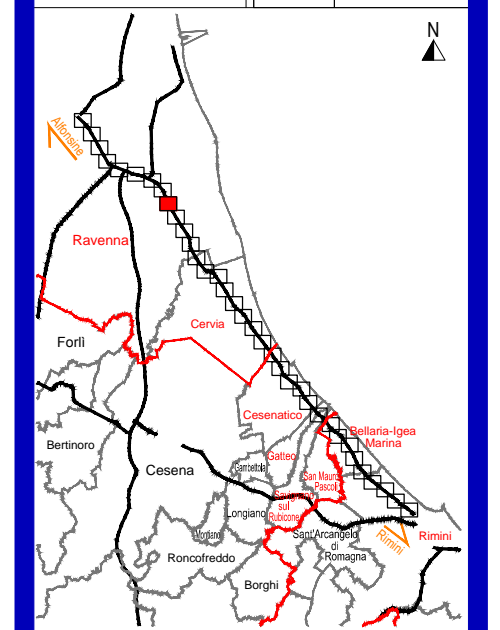 N
Alfonsine
Ravenna
Cervia
Forlì
Cesenatico
Bellaria-Igea
Marina
Bertinoro
Gatteo
Cesena
Gambettola
San Mauro
Pascoli
Savignano
sul
Rubicone
Longiano
Montiano
Sant'Arcangelo
di
Romagna
Rimini
Rimini
Roncofreddo
Borghi